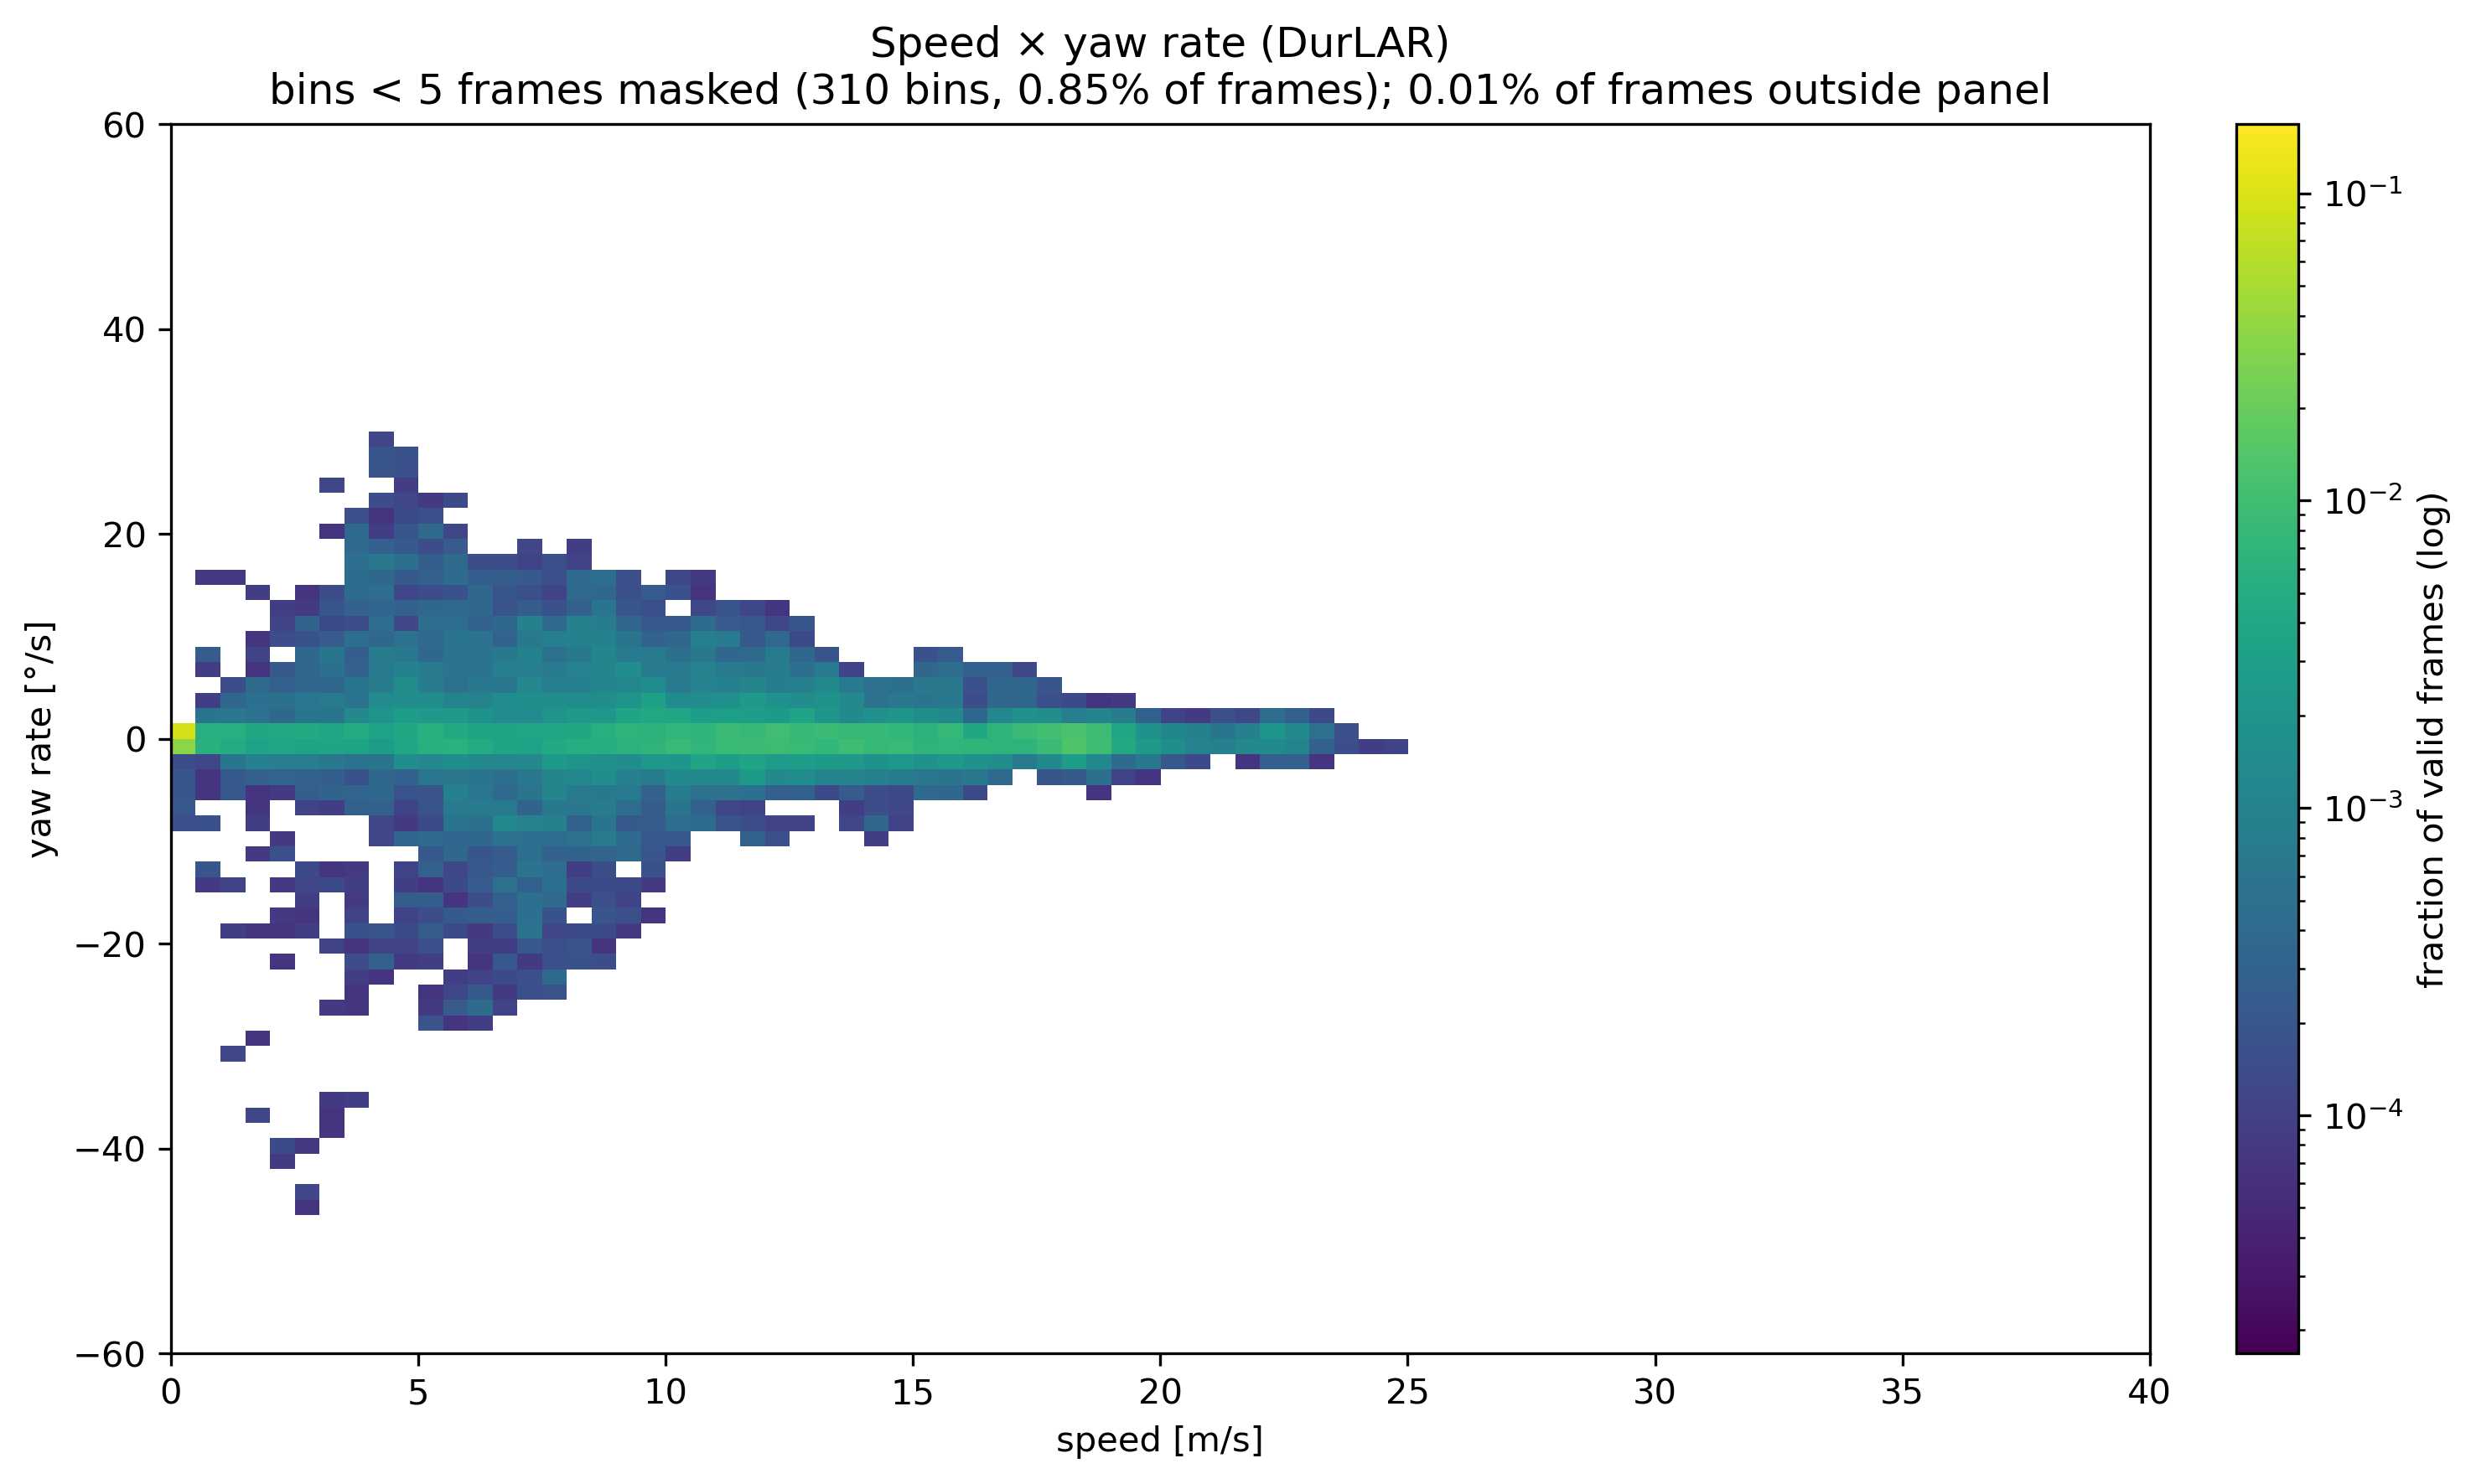 Speed × yaw rate (DurLAR)
bins < 5 frames masked (310 bins, 0.85% of frames); 0.01% of frames outside panel
60
40
20
0
−20
−40
−60
yaw rate [°/s]
0 5 10 15 20 25 30 35 40
speed [m/s]
10⁻¹
10⁻²
10⁻³
10⁻⁴
fraction of valid frames (log)